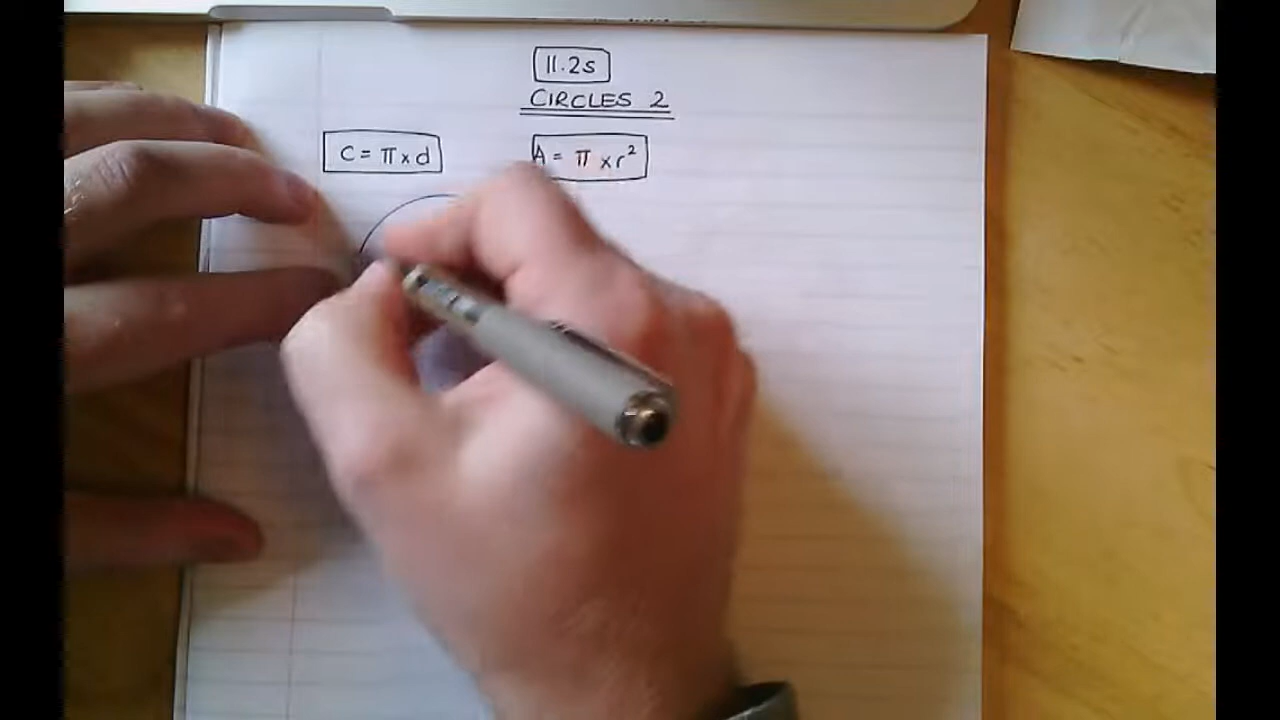 11.2s
CIRCLES 2
C = π × d
A = π × r²